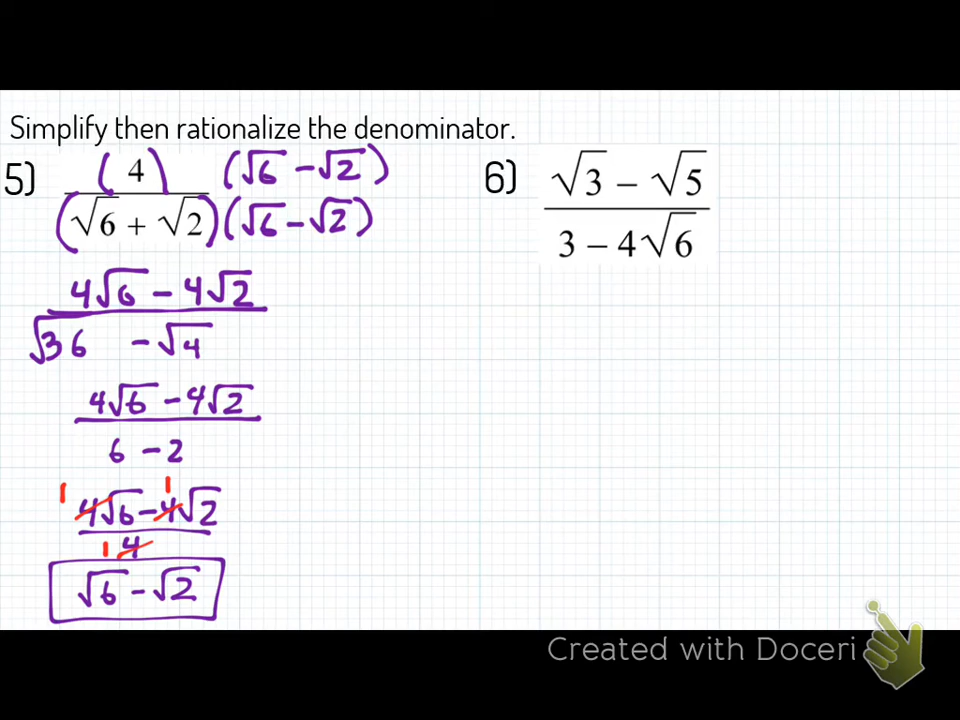 Simplify then rationalize the denominator.
5) (4) (√6 - √2)
(√6 + √2)(√6 - √2)
4√6 - 4√2
√36 - √4
4√6 - 4√2
6 - 2
1 1
4√6 - 4√2
1 4
√6 - √2
6) √3 - √5
3 - 4√6
Created with Doceri